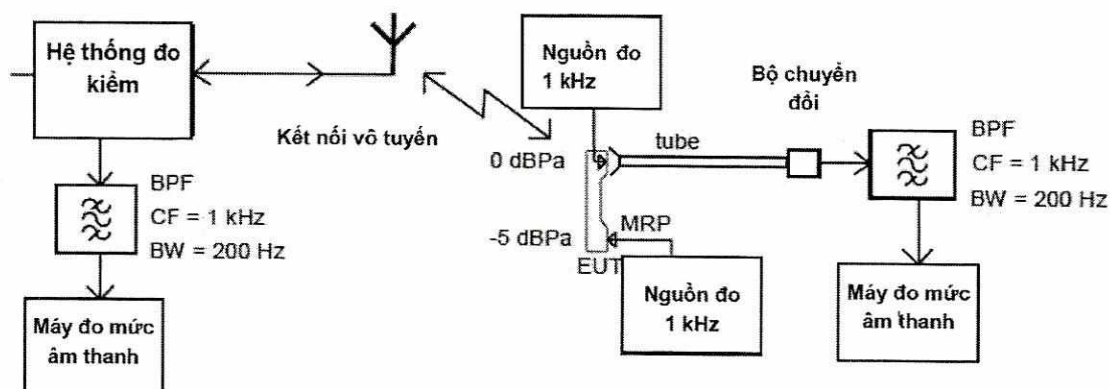 Hệ thống đo
kiểm
Kết nối vô tuyến
BPF
CF = 1 kHz
BW = 200 Hz
Máy đo mức
âm thanh
Nguồn đo
1 kHz
0 dBPa
tube
-5 dBPa
MRP
EUT
Nguồn đo
1 kHz
Bộ chuyển
đổi
BPF
CF = 1 kHz
BW = 200 Hz
Máy đo mức
âm thanh